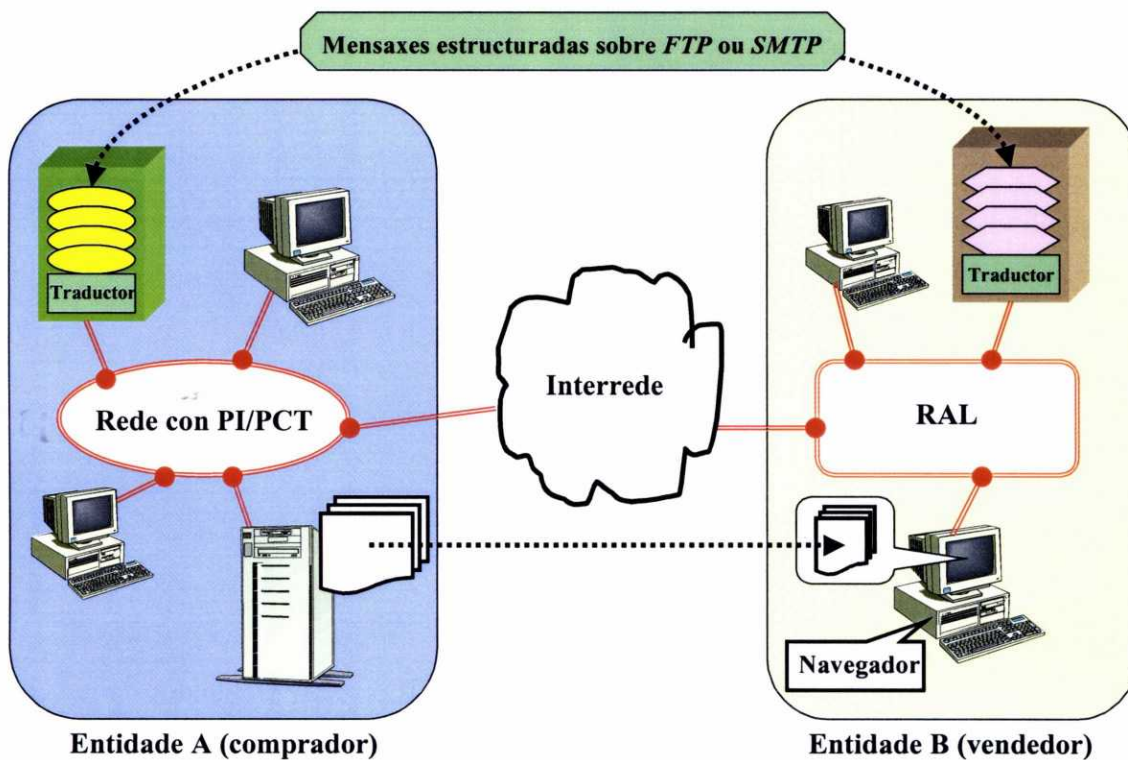 Mensaxes estructuradas sobre FTP ou SMTP
Traductor
Traductor
Rede con PI/PCT
Interrede
RAL
Navegador
Entidade A (comprador)
Entidade B (vendedor)